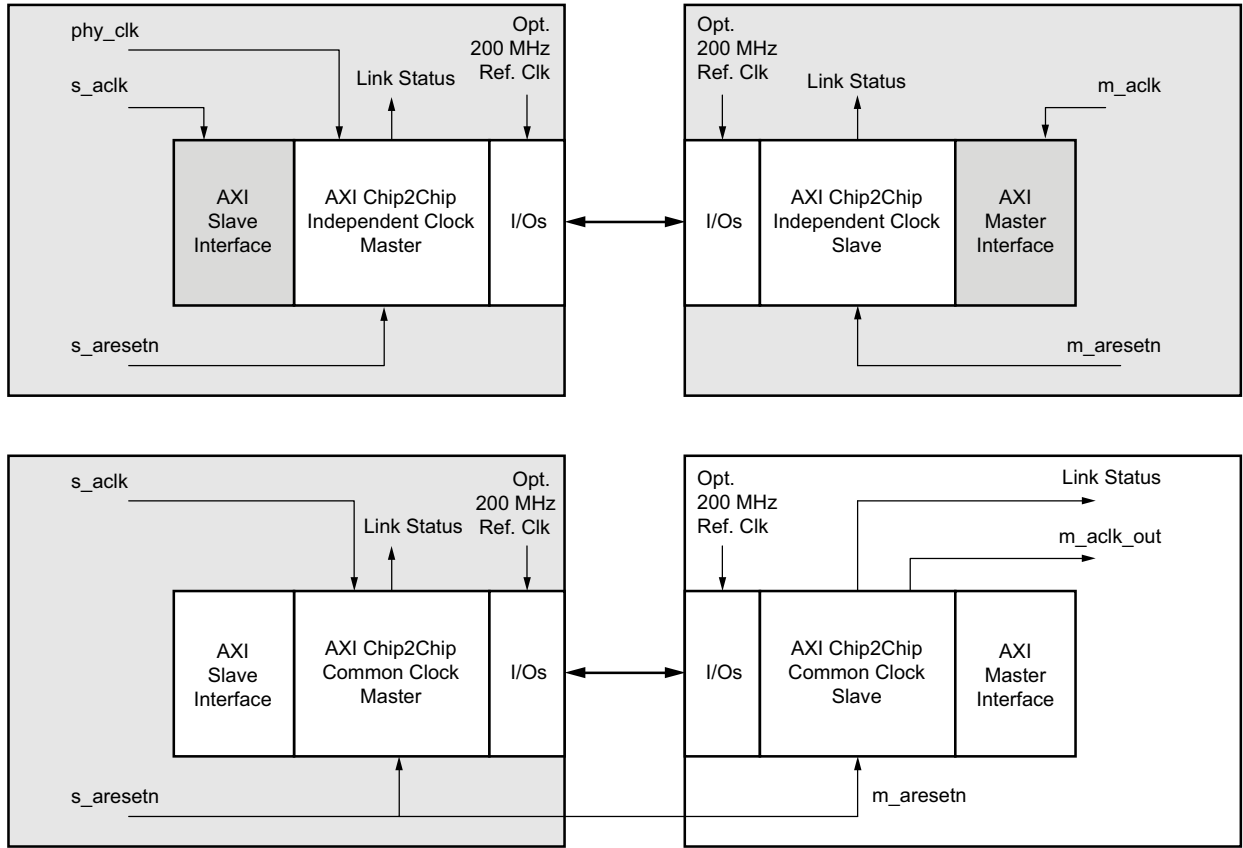 phy_clk
s_aclk
Link Status
Opt.
200 MHz
Ref. Clk
AXI
Slave
Interface
AXI Chip2Chip
Independent Clock
Master
I/Os
s_aresetn
Opt.
200 MHz
Ref. Clk
Link Status
m_aclk
I/Os
AXI Chip2Chip
Independent Clock
Slave
AXI
Master
Interface
m_aresetn
s_aclk
Link Status
Opt.
200 MHz
Ref. Clk
AXI
Slave
Interface
AXI Chip2Chip
Common Clock
Master
I/Os
s_aresetn
Opt.
200 MHz
Ref. Clk
Link Status
m_aclk_out
I/Os
AXI Chip2Chip
Common Clock
Slave
AXI
Master
Interface
m_aresetn